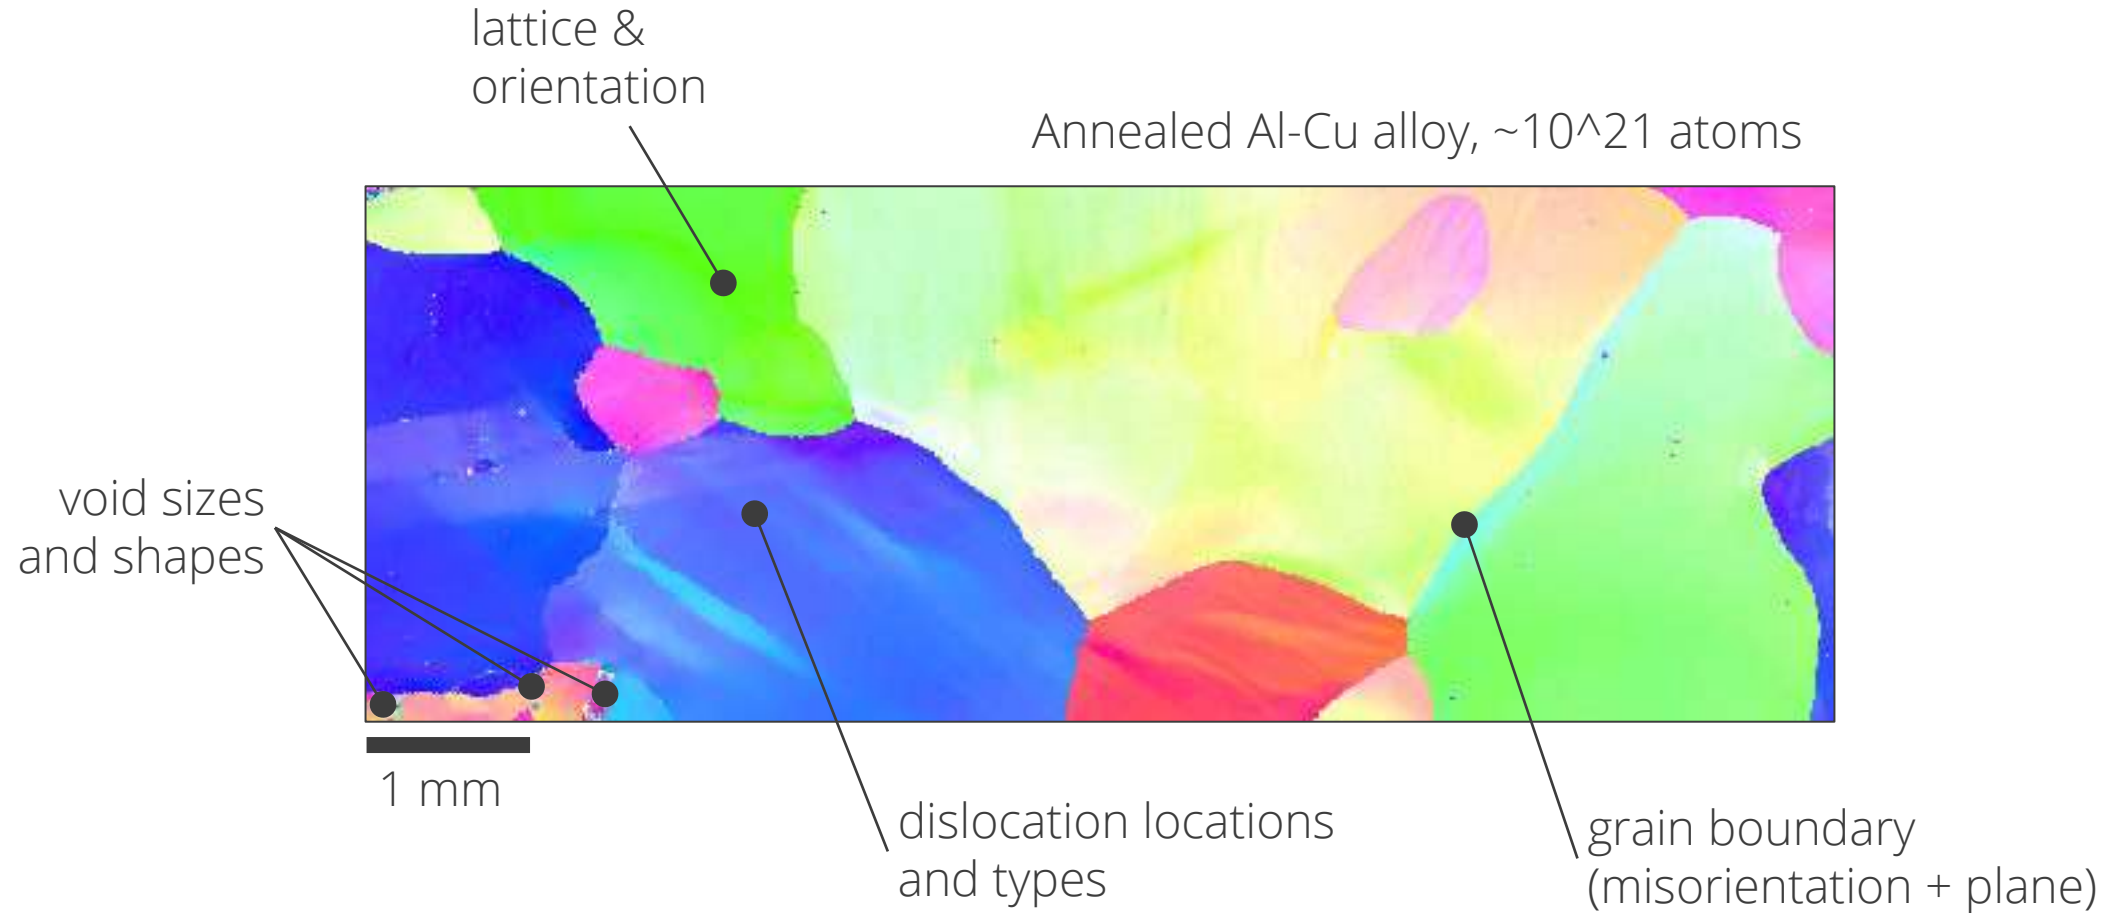 lattice &
orientation
Annealed Al-Cu alloy, ~10^21 atoms
void sizes
and shapes
1 mm
dislocation locations
and types
grain boundary
(misorientation + plane)